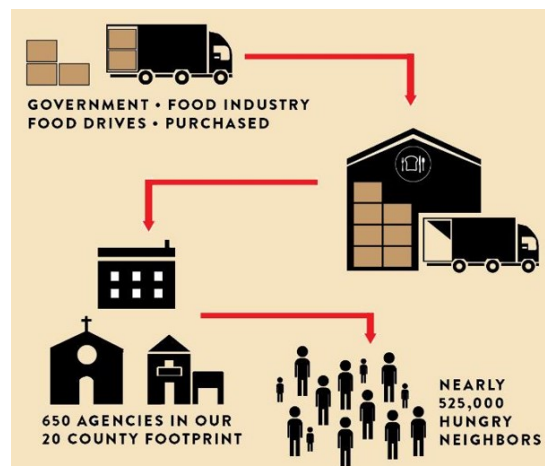 GOVERNMENT • FOOD INDUSTRY
FOOD DRIVES • PURCHASED
650 AGENCIES IN OUR
20 COUNTY FOOTPRINT
NEARLY
525,000
HUNGRY
NEIGHBORS